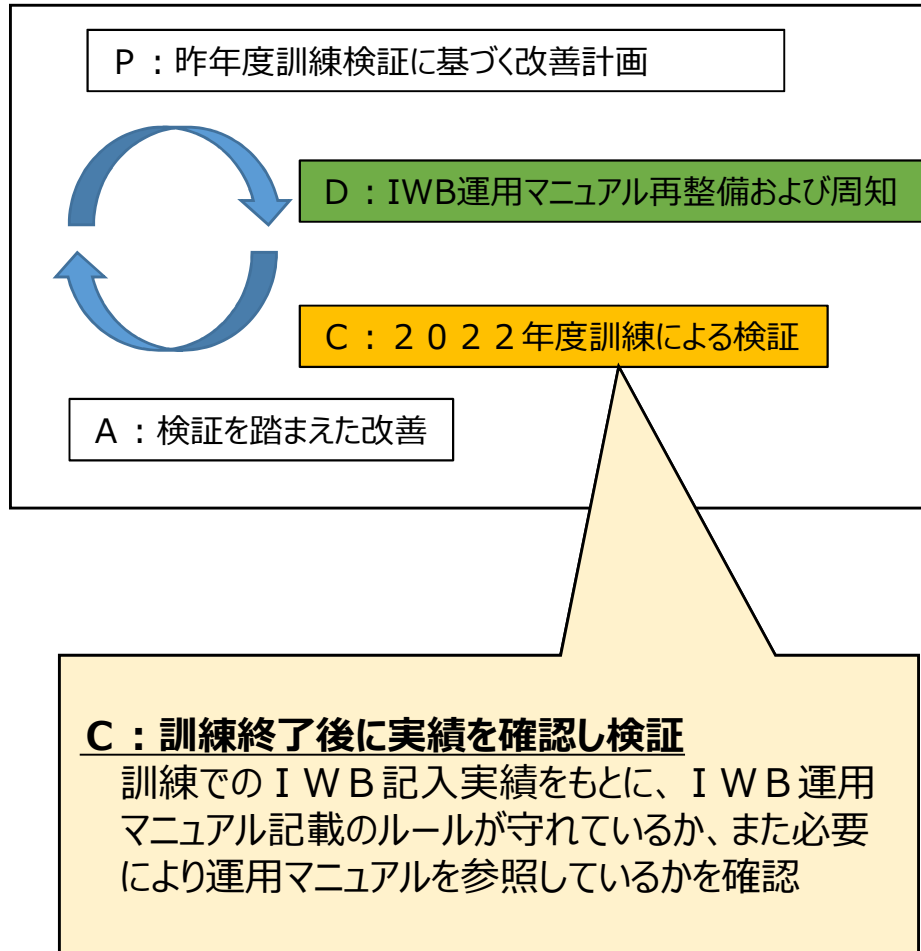 P：昨年度訓練検証に基づく改善計画
D：IWB運用マニュアル再整備および周知
C：２０２２年度訓練による検証
A：検証を踏まえた改善
C：訓練終了後に実績を確認し検証
訓練でのＩＷＢ記入実績をもとに、ＩＷＢ運用
マニュアル記載のルールが守れているか、また必要
により運用マニュアルを参照しているかを確認